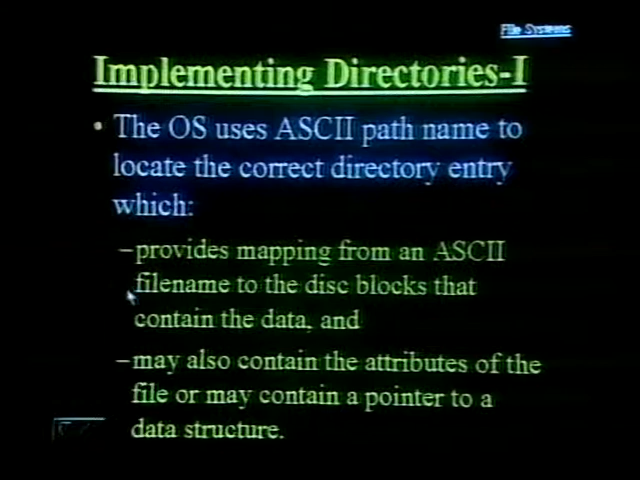 File Systems
Implementing Directories-I
• The OS uses ASCII path name to
locate the correct directory entry
which:
–provides mapping from an ASCII
filename to the disc blocks that
contain the data, and
–may also contain the attributes of the
file or may contain a pointer to a
data structure.